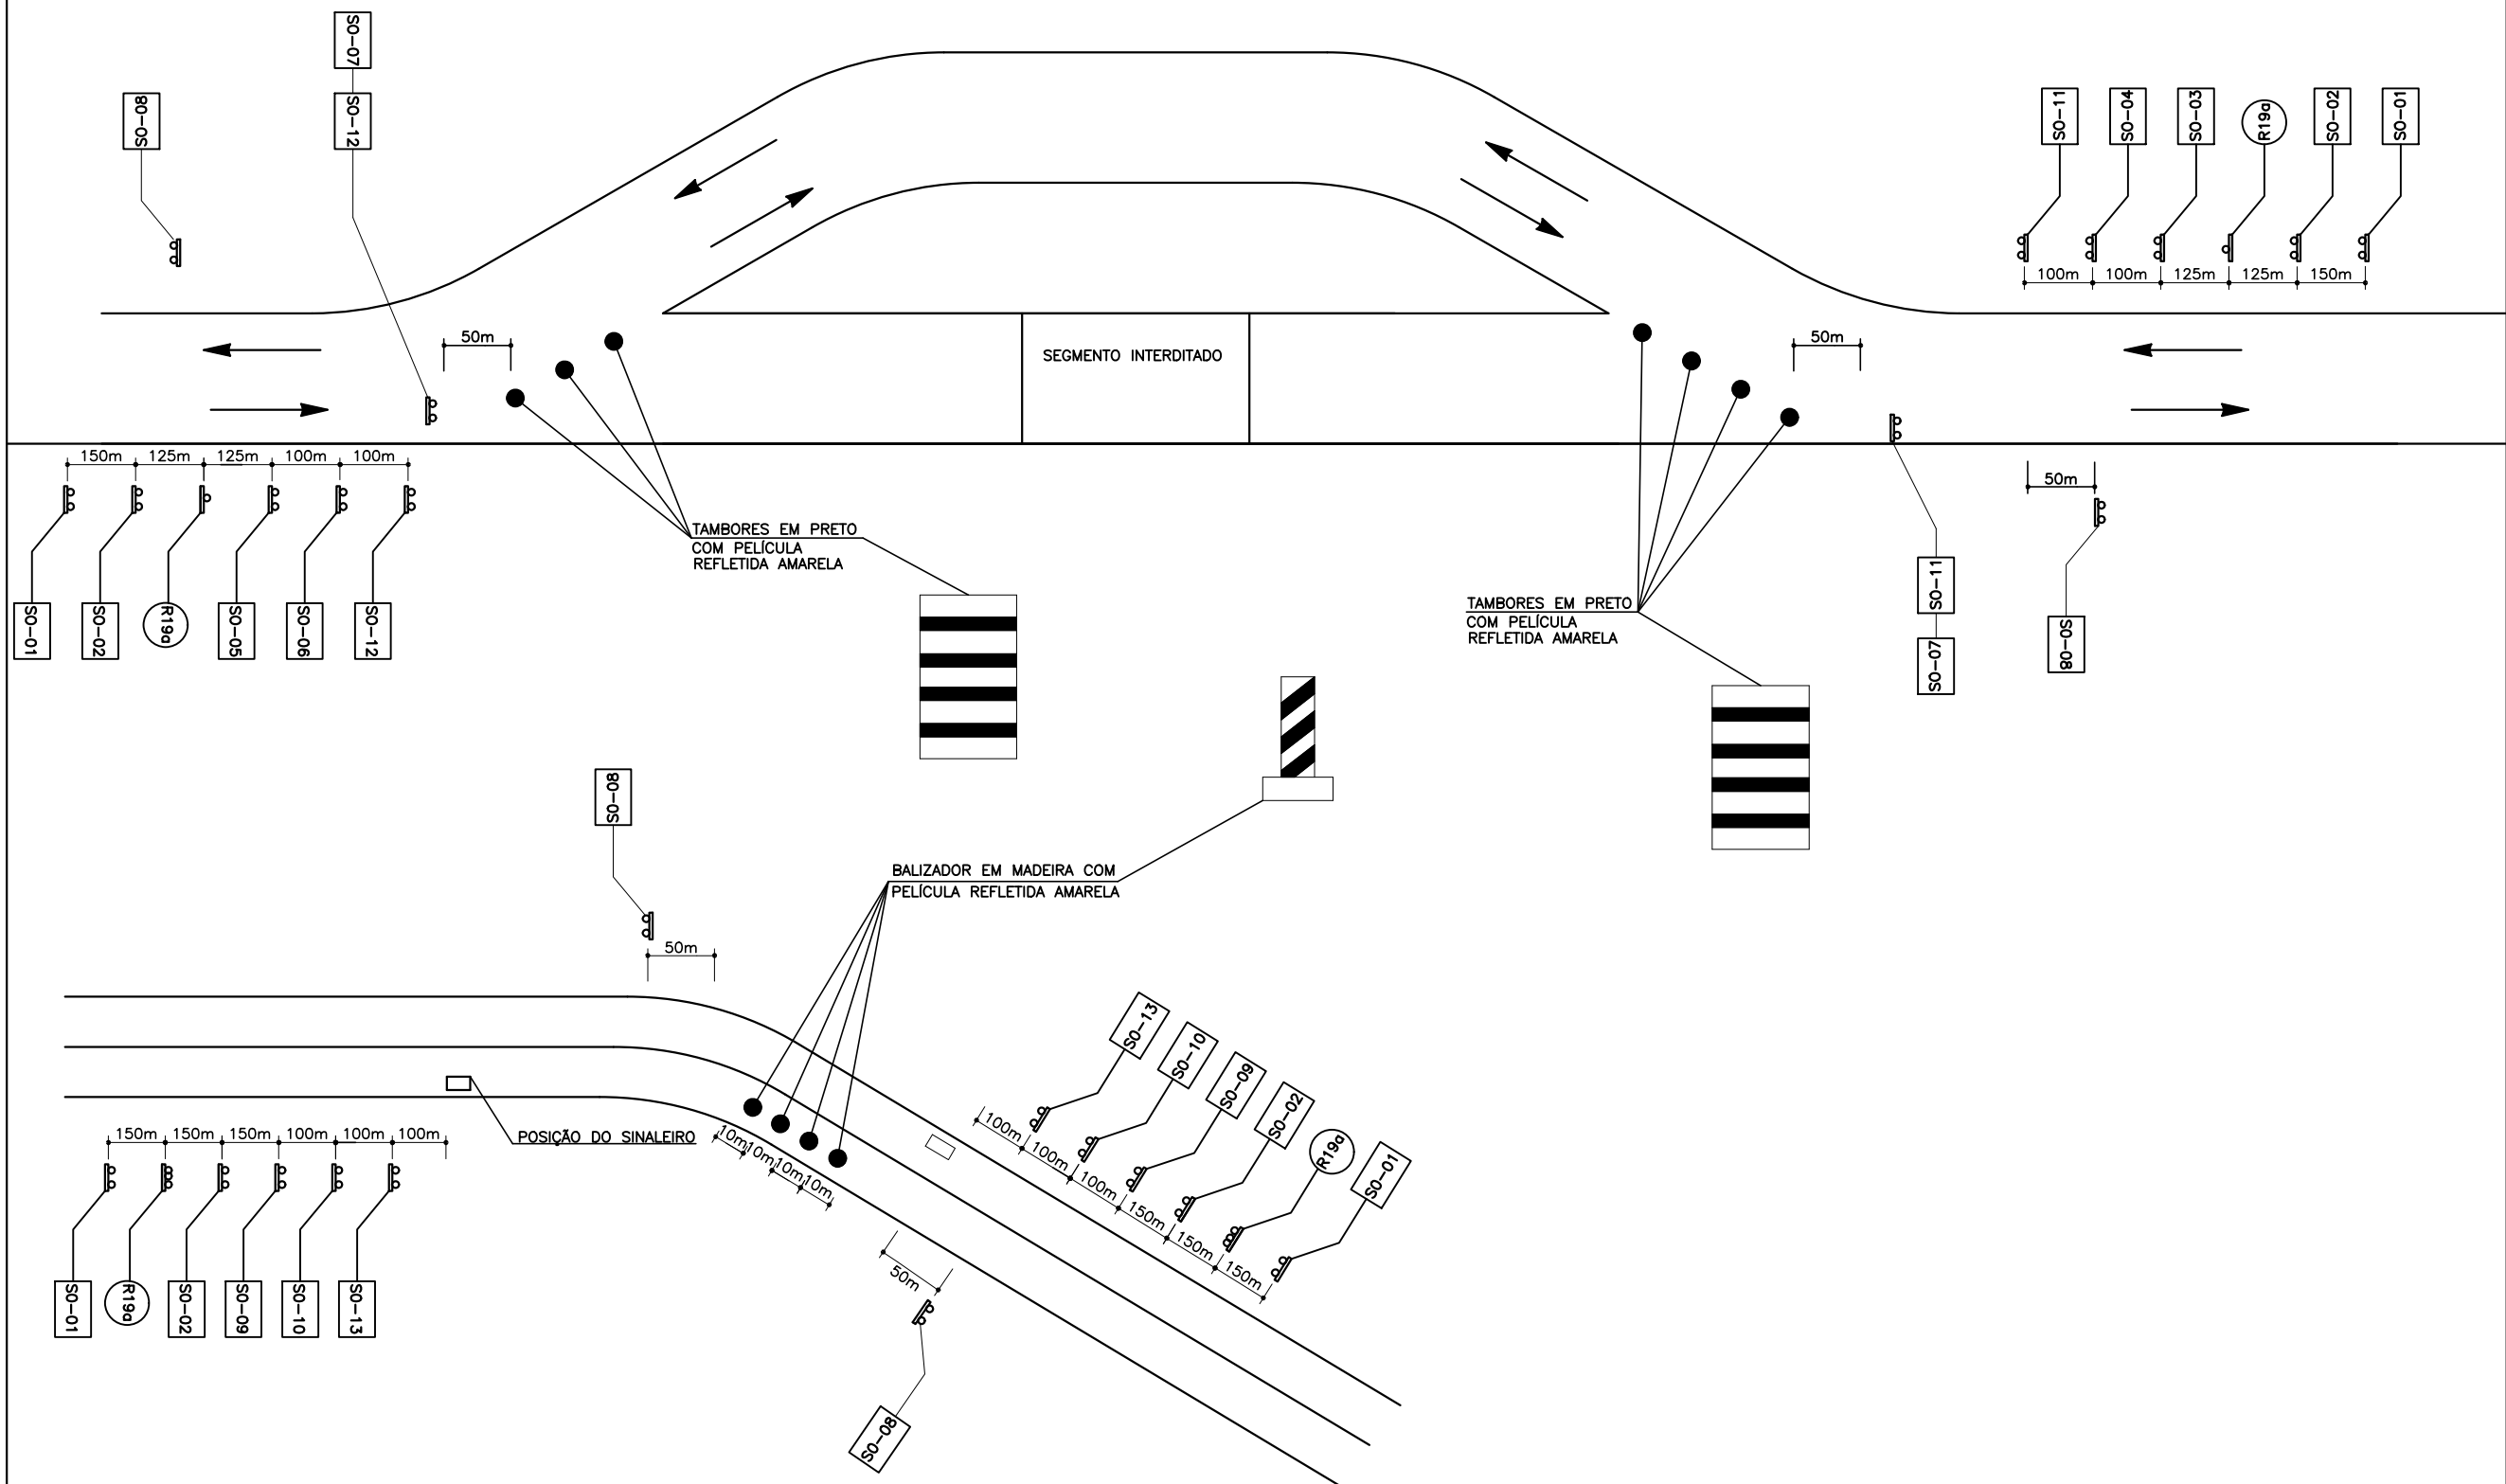 SO-07
SO-12
SO-08
SO-11
SO-04
SO-03
R19a
SO-02
SO-01
100m
100m
125m
125m
150m
50m
SEGMENTO INTERDITADO
50m
150m
125m
125m
100m
100m
50m
SO-01
SO-02
R19a
SO-05
SO-06
SO-12
TAMBORES EM PRETO
COM PELÍCULA
REFLETIDA AMARELA
TAMBORES EM PRETO
COM PELÍCULA
REFLETIDA AMARELA
SO-11
SO-07
SO-08
SO-08
50m
BALIZADOR EM MADEIRA COM
PELÍCULA REFLETIDA AMARELA
SO-13
SO-10
SO-09
SO-02
R19a
SO-01
100m
100m
100m
150m
150m
150m
POSIÇÃO DO SINALEIRO
150m
150m
150m
100m
100m
100m
10m
10m
10m
10m
50m
SO-01
R19a
SO-02
SO-09
SO-10
SO-13
SO-08